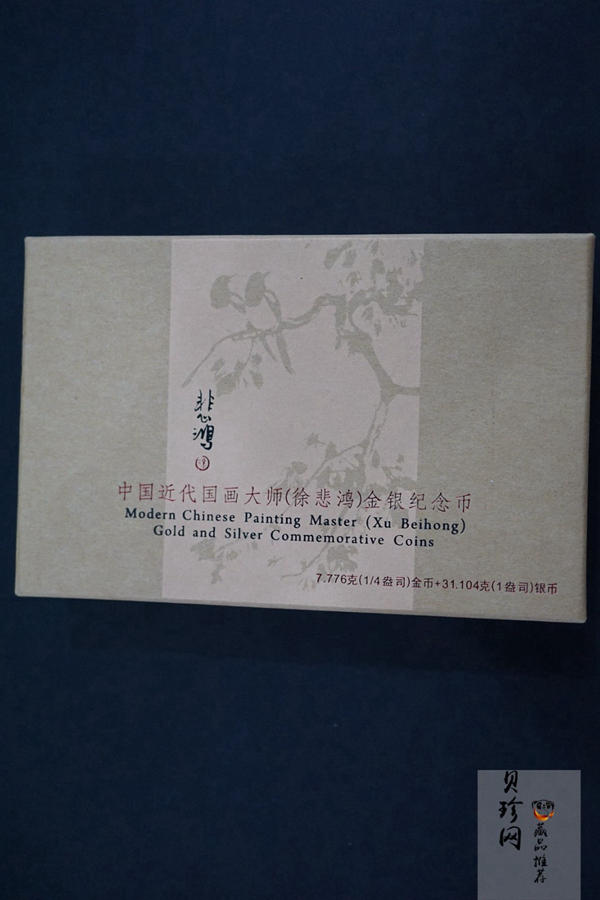 悲鸿
中国近代国画大师(徐悲鸿)金银纪念币
Modern Chinese Painting Master (Xu Beihong)
Gold and Silver Commemorative Coins
7.776克(1/4盎司)金币+31.104克(1盎司)银币
贝珍网
藏品推荐